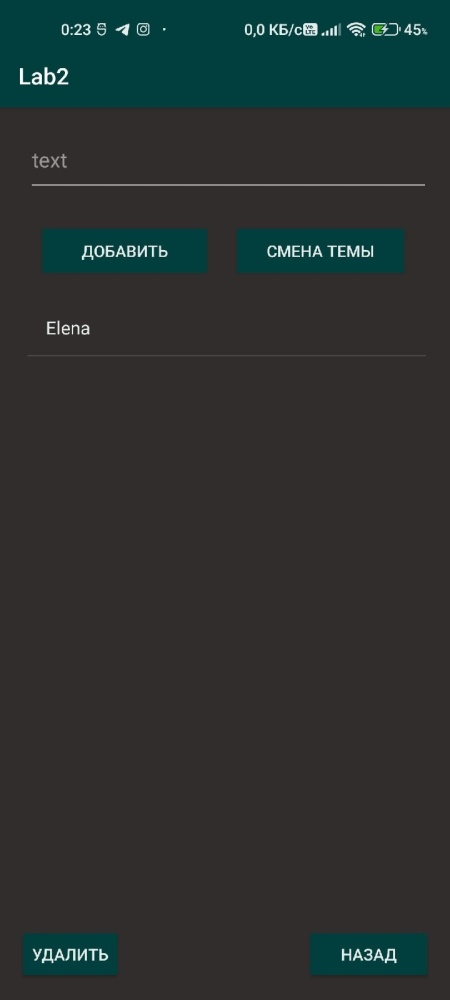 0:23 0,0 КБ/с 45%
Lab2
text
ДОБАВИТЬ СМЕНА ТЕМЫ
Elena
УДАЛИТЬ НАЗАД